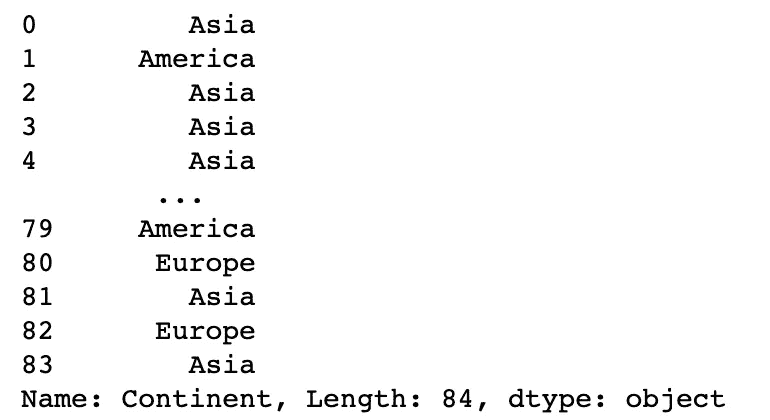 0 Asia
1 America
2 Asia
3 Asia
4 Asia
...
79 America
80 Europe
81 Asia
82 Europe
83 Asia
Name: Continent, Length: 84, dtype: object